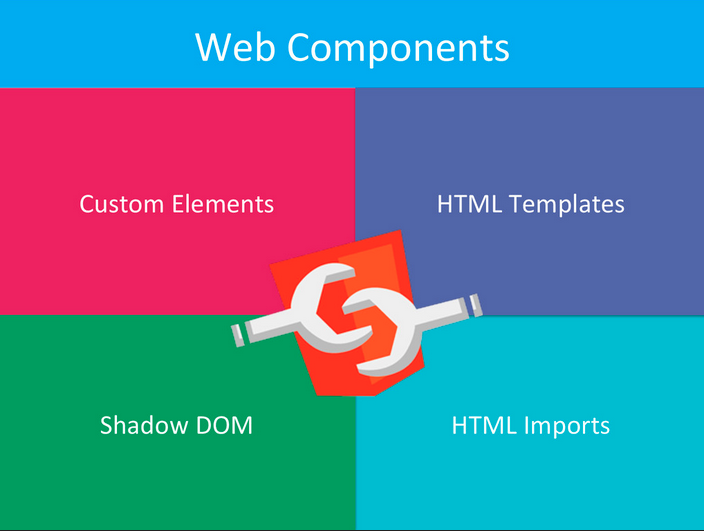 Web Components
Custom Elements
HTML Templates
Shadow DOM
HTML Imports